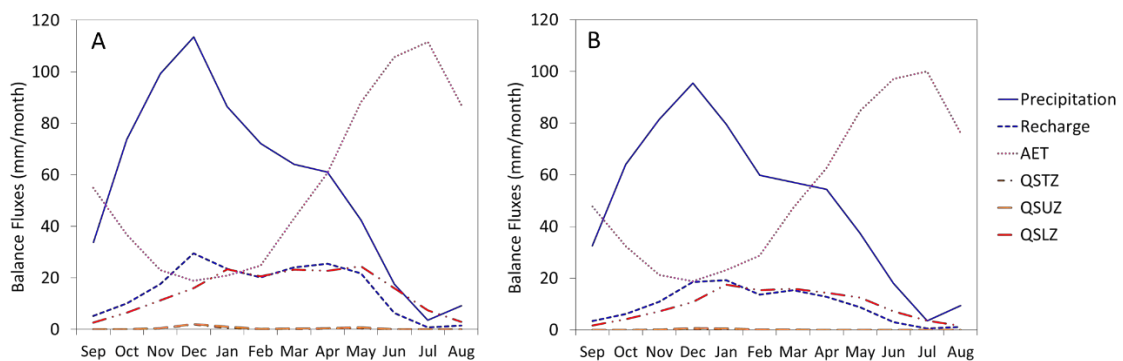 A
Balance Fluxes (mm/month)
120
100
80
60
40
20
0
Sep Oct Nov Dec Jan Feb Mar Apr May Jun Jul Aug
B
Balance Fluxes (mm/month)
120
100
80
60
40
20
0
Sep Oct Nov Dec Jan Feb Mar Apr May Jun Jul Aug
Precipitation
Recharge
AET
QSTZ
QSUZ
QSLZ